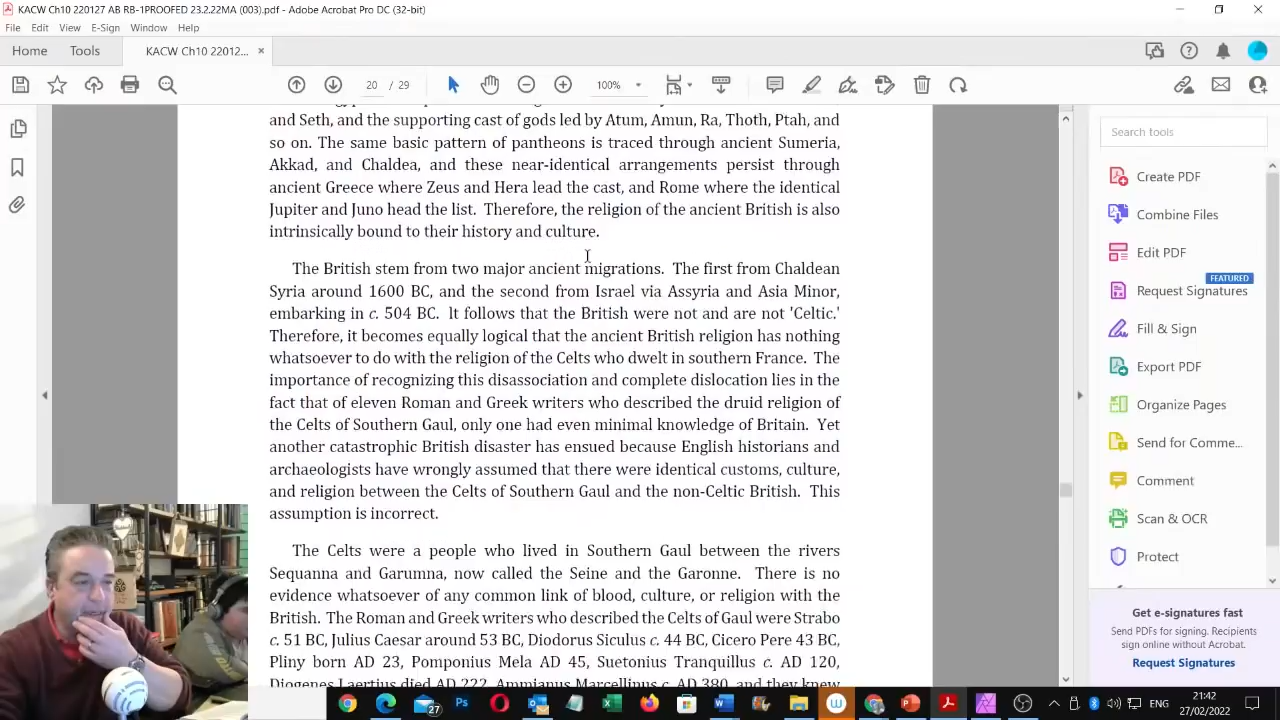 KACW Ch10 220127 AB RB-1PROOFED 23.2.22MA (003).pdf - Adobe Acrobat Pro DC (32-bit)
File Edit View E-Sign Window Help
Home Tools KACW Ch10 22012... ×
20 / 29 100%
and Seth, and the supporting cast of gods led by Atum, Amun, Ra, Thoth, Ptah, and
so on. The same basic pattern of pantheons is traced through ancient Sumeria,
Akkad, and Chaldea, and these near-identical arrangements persist through
ancient Greece where Zeus and Hera lead the cast, and Rome where the identical
Jupiter and Juno head the list. Therefore, the religion of the ancient British is also
intrinsically bound to their history and culture.
The British stem from two major ancient migrations. The first from Chaldean
Syria around 1600 BC, and the second from Israel via Assyria and Asia Minor,
embarking in c. 504 BC. It follows that the British were not and are not 'Celtic.'
Therefore, it becomes equally logical that the ancient British religion has nothing
whatsoever to do with the religion of the Celts who dwelt in southern France. The
importance of recognizing this disassociation and complete dislocation lies in the
fact that of eleven Roman and Greek writers who described the druid religion of
the Celts of Southern Gaul, only one had even minimal knowledge of Britain. Yet
another catastrophic British disaster has ensued because English historians and
archaeologists have wrongly assumed that there were identical customs, culture,
and religion between the Celts of Southern Gaul and the non-Celtic British. This
assumption is incorrect.
The Celts were a people who lived in Southern Gaul between the rivers
Sequanna and Garumna, now called the Seine and the Garonne. There is no
evidence whatsoever of any common link of blood, culture, or religion with the
British. The Roman and Greek writers who described the Celts of Gaul were Strabo
c. 51 BC, Julius Caesar around 53 BC, Diodorus Siculus c. 44 BC, Cicero Pere 43 BC,
Pliny born AD 23, Pomponius Mela AD 45, Suetonius Tranquillus c. AD 120,
Diogenes Laertius died AD 222, Ammianus Marcellinus c. AD 380, and they knew
Search tools
Create PDF
Combine Files
Edit PDF
FEATURED
Request Signatures
Fill & Sign
Export PDF
Organize Pages
Send for Comme...
Comment
Scan & OCR
Protect
Get e-signatures fast
Send PDFs for signing. Recipients
sign online without Acrobat.
Request Signatures
27
ENG
21:42
27/02/2022